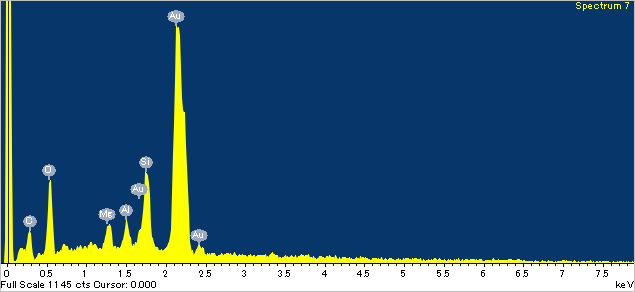 Spectrum 7
Au
Si
O
Au
Al
Mg
C
Au
0 0.5 1 1.5 2 2.5 3 3.5 4 4.5 5 5.5 6 6.5 7 7.5
Full Scale 1145 cts Cursor: 0.000 keV